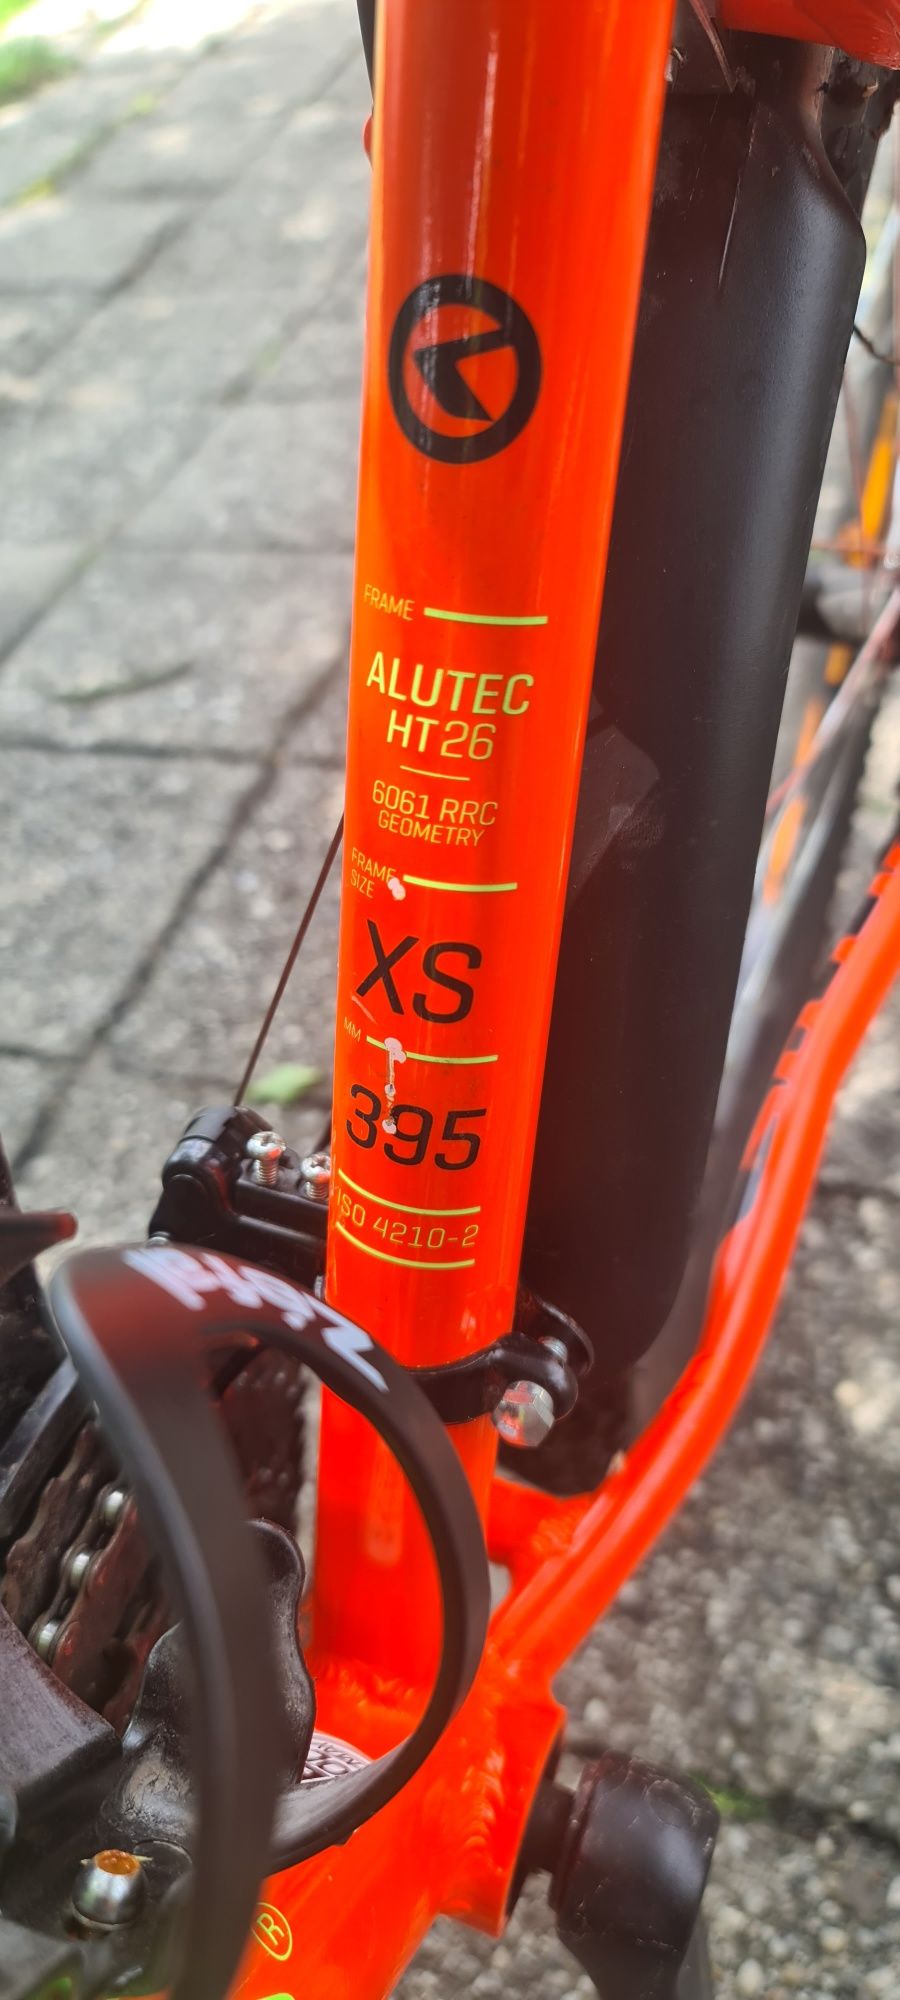 FRAME
ALUTEC
HT26
6061 RRC
GEOMETRY
FRAME
SIZE
XS
MM
395
ISO 4210-2
R